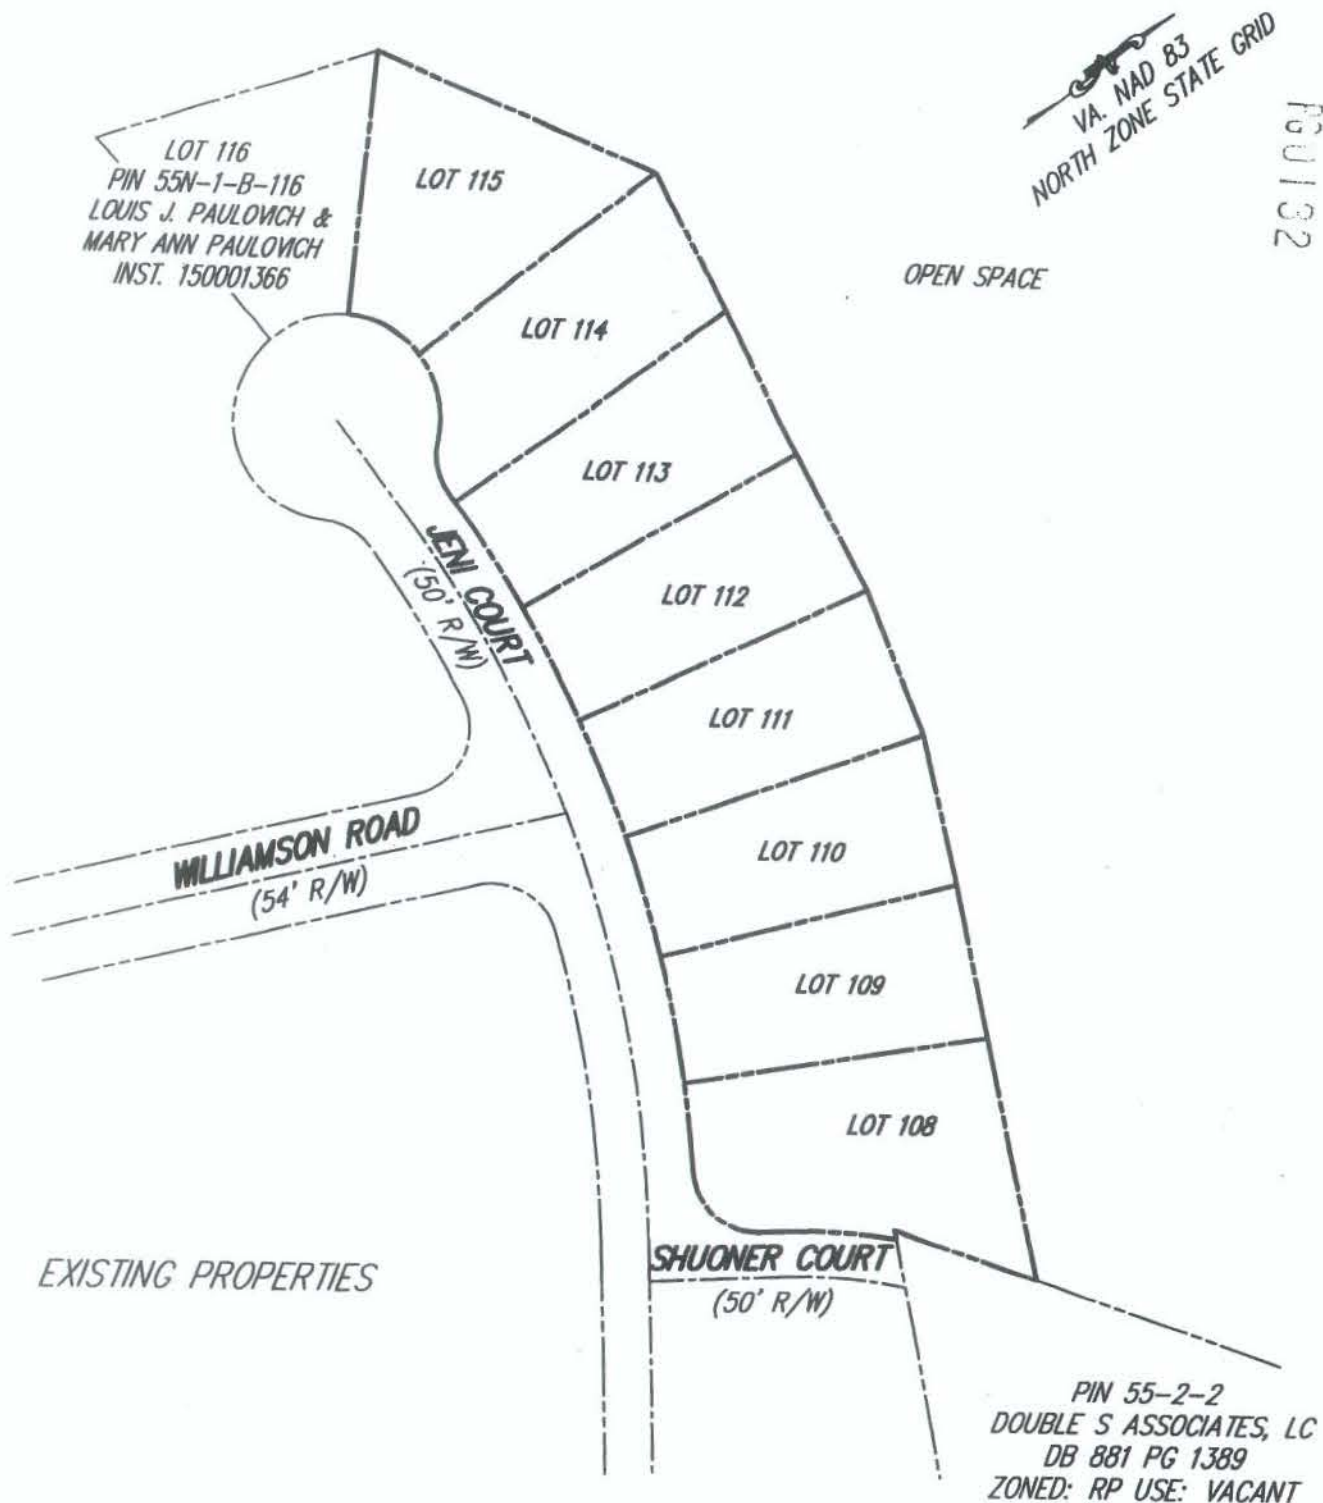 VA. NAD 83
NORTH ZONE STATE GRID
PG0132
LOT 116
PIN 55N-1-B-116
LOUIS J. PAULOVICH &
MARY ANN PAULOVICH
INST. 150001366
LOT 115
OPEN SPACE
LOT 114
LOT 113
JENI COURT
(50' R/W)
LOT 112
LOT 111
WILLIAMSON ROAD
(54' R/W)
LOT 110
LOT 109
LOT 108
EXISTING PROPERTIES
SHUONER COURT
(50' R/W)
PIN 55-2-2
DOUBLE S ASSOCIATES, LC
DB 881 PG 1389
ZONED: RP USE: VACANT